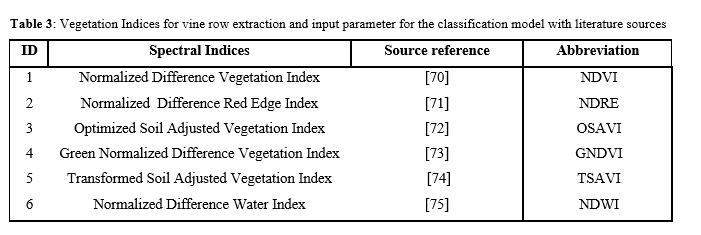 Table 3: Vegetation Indices for vine row extraction and input parameter for the classification model with literature sources
ID Spectral Indices Source reference Abbreviation
1 Normalized Difference Vegetation Index [70] NDVI
2 Normalized Difference Red Edge Index [71] NDRE
3 Optimized Soil Adjusted Vegetation Index [72] OSAVI
4 Green Normalized Difference Vegetation Index [73] GNDVI
5 Transformed Soil Adjusted Vegetation Index [74] TSAVI
6 Normalized Difference Water Index [75] NDWI